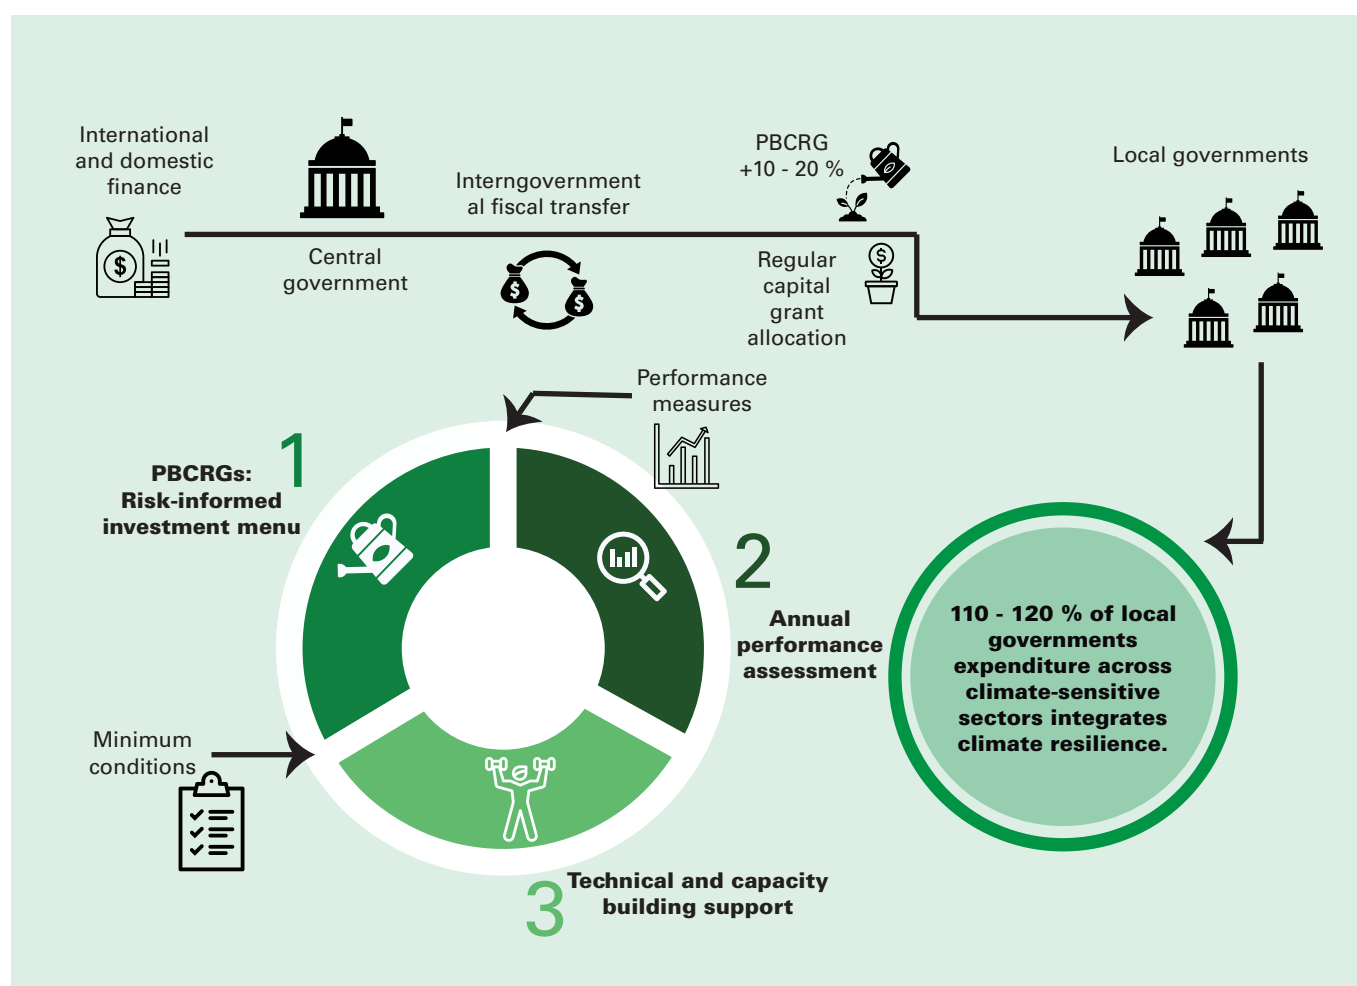 International
and domestic
finance
Central
government
Interngovernment
al fiscal transfer
PBCRG
+10 - 20 %
Regular
capital
grant
allocation
Local governments
$
$
$
$
Performance
measures
1
PBCRGs:
Risk-informed
investment menu
2
Annual
performance
assessment
Minimum
conditions
3
Technical and capacity
building support
110 - 120 % of local
governments
expenditure across
climate-sensitive
sectors integrates
climate resilience.